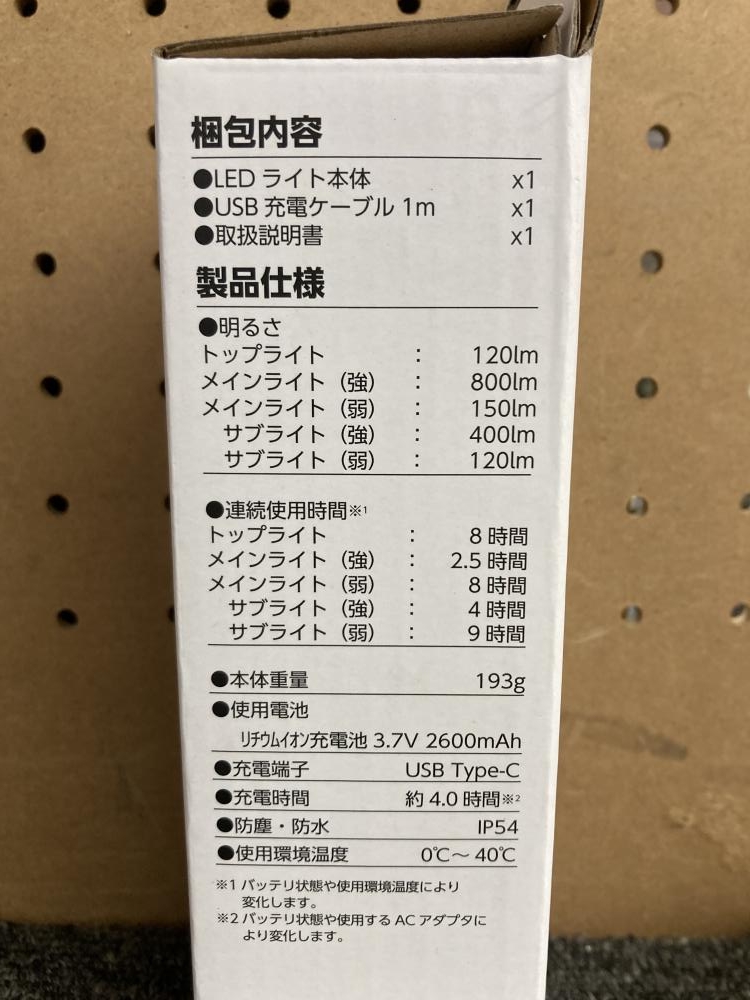 梱包内容
●LED ライト本体 x1
●USB 充電ケーブル 1m x1
●取扱説明書 x1
製品仕様
●明るさ
トップライト : 120lm
メインライト（強） : 800lm
メインライト（弱） : 150lm
サブライト（強） : 400lm
サブライト（弱） : 120lm
●連続使用時間※1
トップライト : 8 時間
メインライト（強） : 2.5 時間
メインライト（弱） : 8 時間
サブライト（強） : 4 時間
サブライト（弱） : 9 時間
●本体重量 193g
●使用電池
リチウムイオン充電池 3.7V 2600mAh
●充電端子 USB Type-C
●充電時間 約 4.0 時間※2
●防塵・防水 IP54
●使用環境温度 0℃〜40℃
※1 バッテリ状態や使用環境温度により
変化します。
※2 バッテリ状態や使用する AC アダプタに
より変化します。